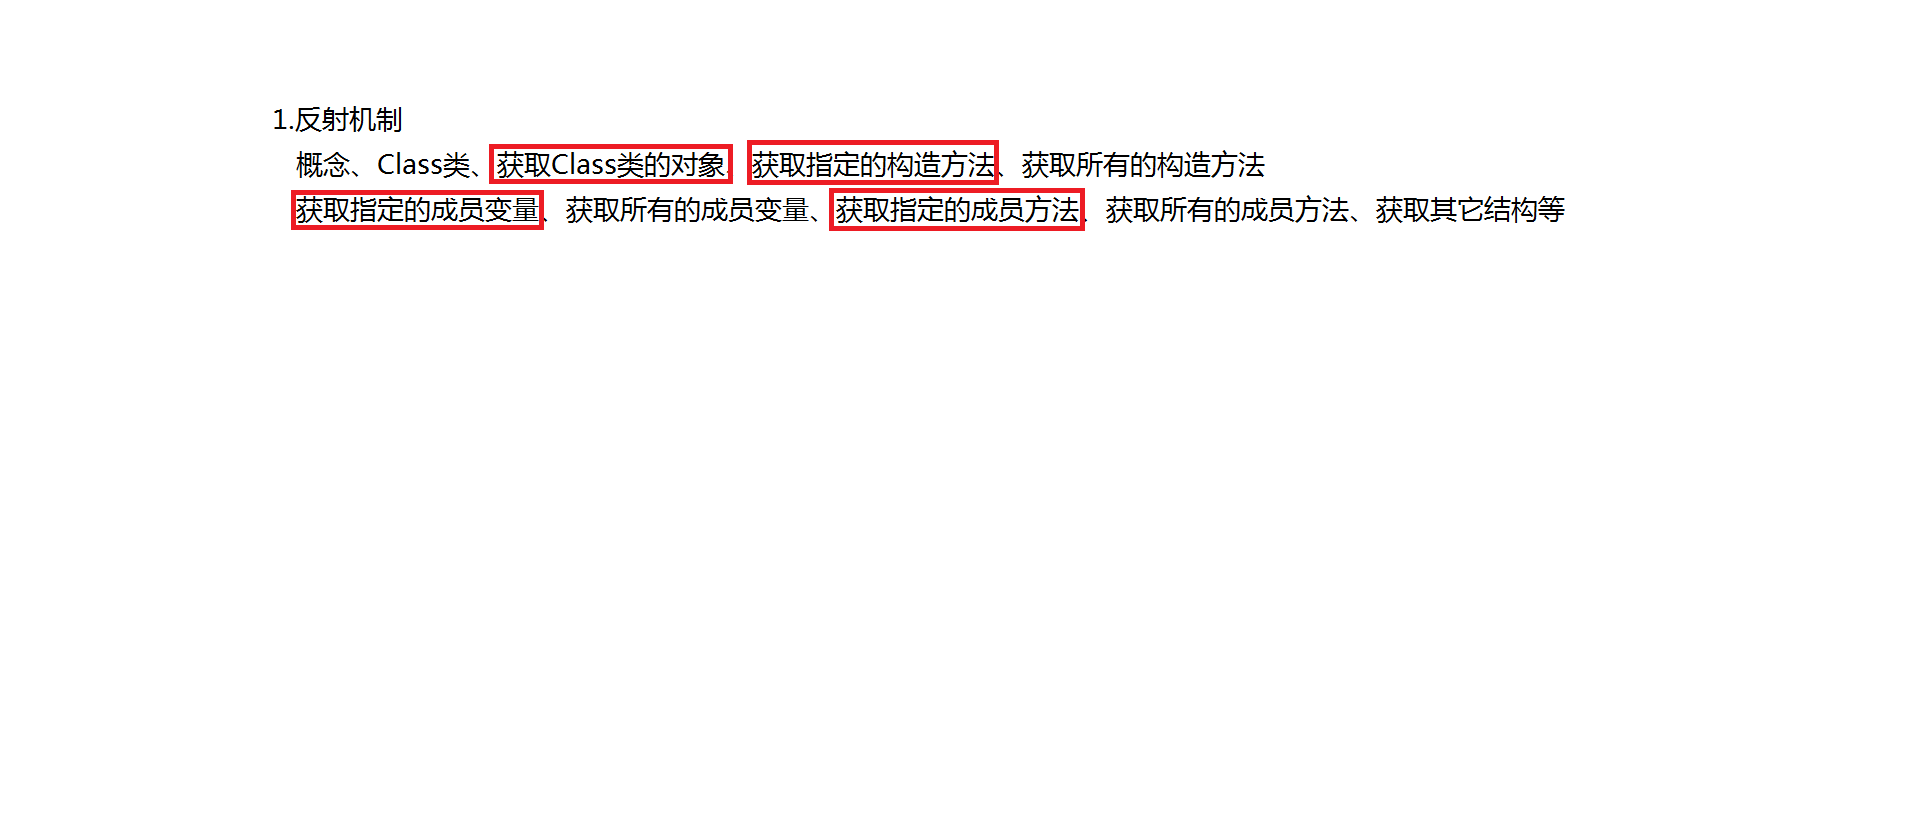 1.反射机制
概念、Class类、获取Class类的对象、获取指定的构造方法、获取所有的构造方法
获取指定的成员变量、获取所有的成员变量、获取指定的成员方法、获取所有的成员方法、获取其它结构等